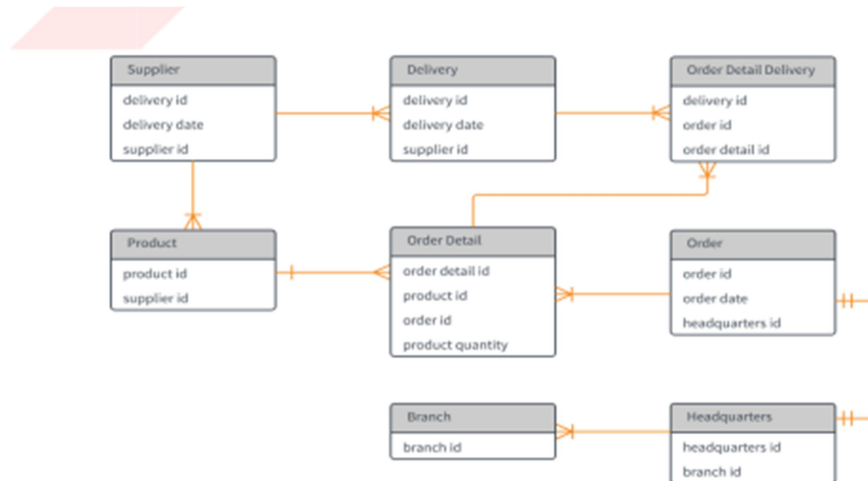 Supplier
delivery id
delivery date
supplier id
Delivery
delivery id
delivery date
supplier id
Order Detail Delivery
delivery id
order id
order detail id
Product
product id
supplier id
Order Detail
order detail id
product id
order id
product quantity
Order
order id
order date
headquarters id
Branch
branch id
Headquarters
headquarters id
branch id